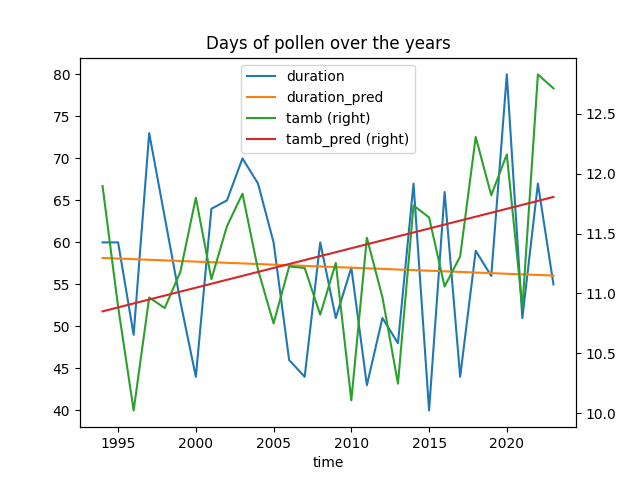 Days of pollen over the years
duration
duration_pred
tamb (right)
tamb_pred (right)
80
75
70
65
60
55
50
45
40
12.5
12.0
11.5
11.0
10.5
10.0
1995 2000 2005 2010 2015 2020
time